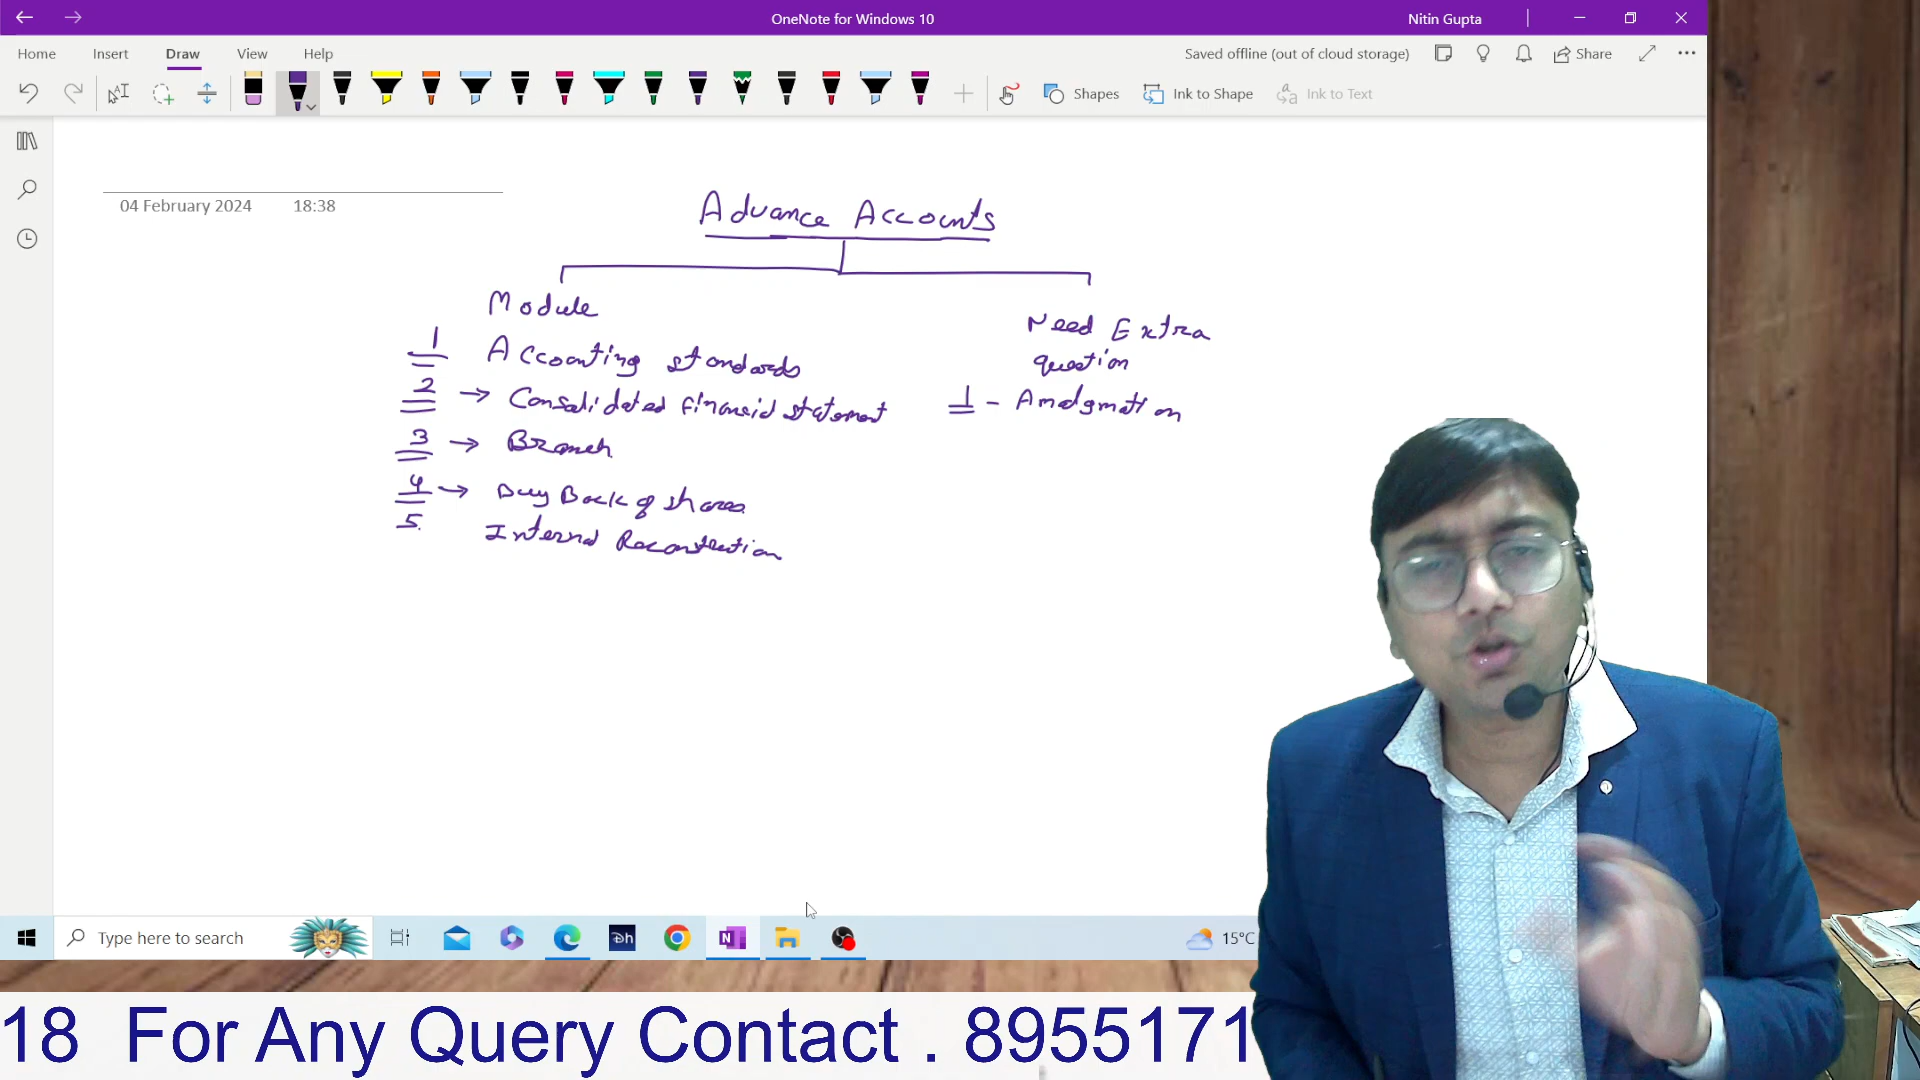 OneNote for Windows 10
Nitin Gupta
Home Insert Draw View Help
Saved offline (out of cloud storage)
Share
Shapes
Ink to Shape
Ink to Text
04 February 2024 18:38
Advance Accounts
Module
1 Accounting standards
2 → Consolidated financial statement
3 → Branch
4 → Buy Back of shares
5. Internal Reconstruction
Need Extra
question
1 - Amalgmation
Type here to search
Dh
N
15°C
18 For Any Query Contact . 8955171